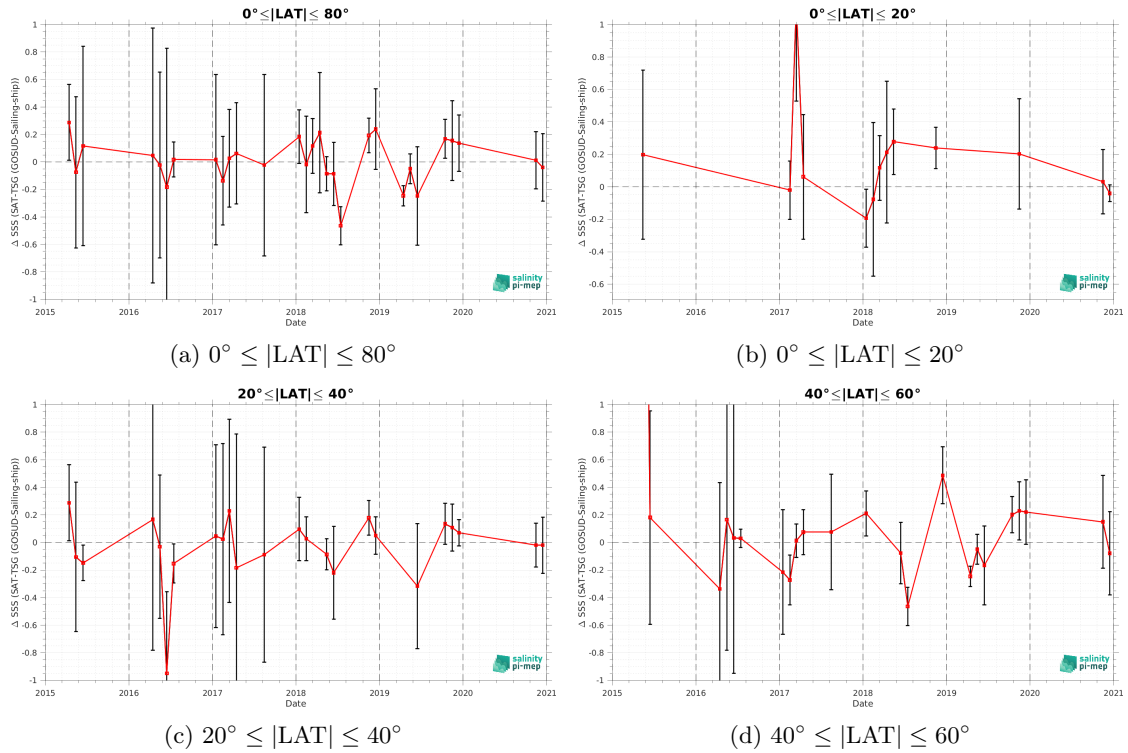 0°≤|LAT|≤ 80°
Δ SSS (SAT-TSG (GOSUD-Sailing-ship))
1
0.8
0.6
0.4
0.2
0
-0.2
-0.4
-0.6
-0.8
-1
2015 2016 2017 2018 2019 2020 2021
Date
salinity
pi-mep
(a) 0° ≤ |LAT| ≤ 80°
0°≤|LAT|≤ 20°
Δ SSS (SAT-TSG (GOSUD-Sailing-ship))
1
0.8
0.6
0.4
0.2
0
-0.2
-0.4
-0.6
2015 2016 2017 2018 2019 2020 2021
Date
salinity
pi-mep
(b) 0° ≤ |LAT| ≤ 20°
20°≤|LAT|≤ 40°
Δ SSS (SAT-TSG (GOSUD-Sailing-ship))
1
0.8
0.6
0.4
0.2
0
-0.2
-0.4
-0.6
-0.8
-1
2015 2016 2017 2018 2019 2020 2021
Date
salinity
pi-mep
(c) 20° ≤ |LAT| ≤ 40°
40°≤|LAT|≤ 60°
Δ SSS (SAT-TSG (GOSUD-Sailing-ship))
1
0.8
0.6
0.4
0.2
0
-0.2
-0.4
-0.6
-0.8
-1
2015 2016 2017 2018 2019 2020 2021
Date
salinity
pi-mep
(d) 40° ≤ |LAT| ≤ 60°